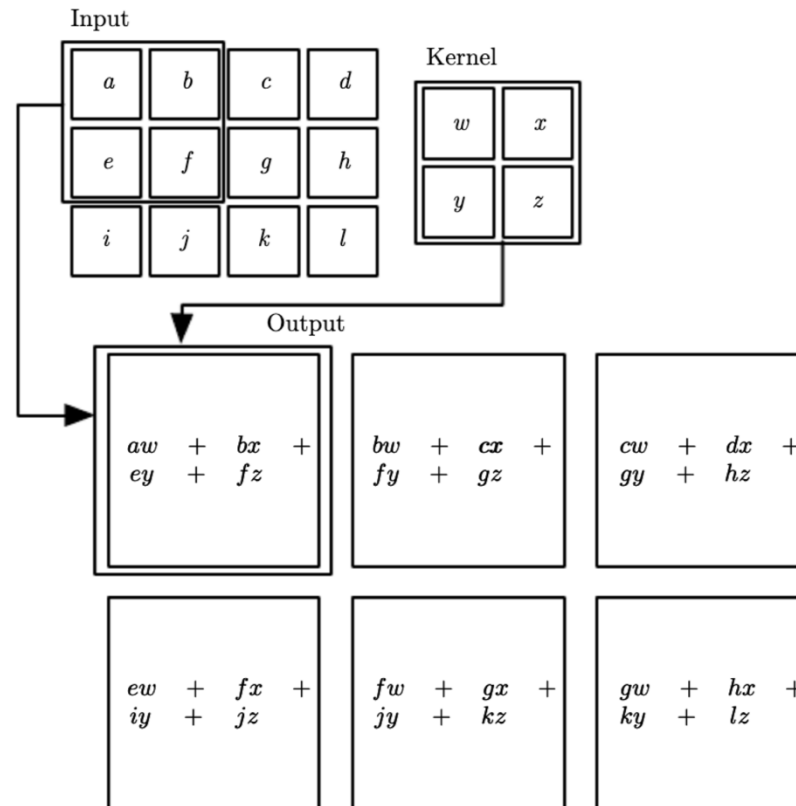 Input
Kernel
a b c d
w x
e f g h
y z
i j k l
Output
aw + bx +
ey + fz
bw + cx +
fy + gz
cw + dx +
gy + hz
ew + fx +
iy + jz
fw + gx +
jy + kz
gw + hx +
ky + lz